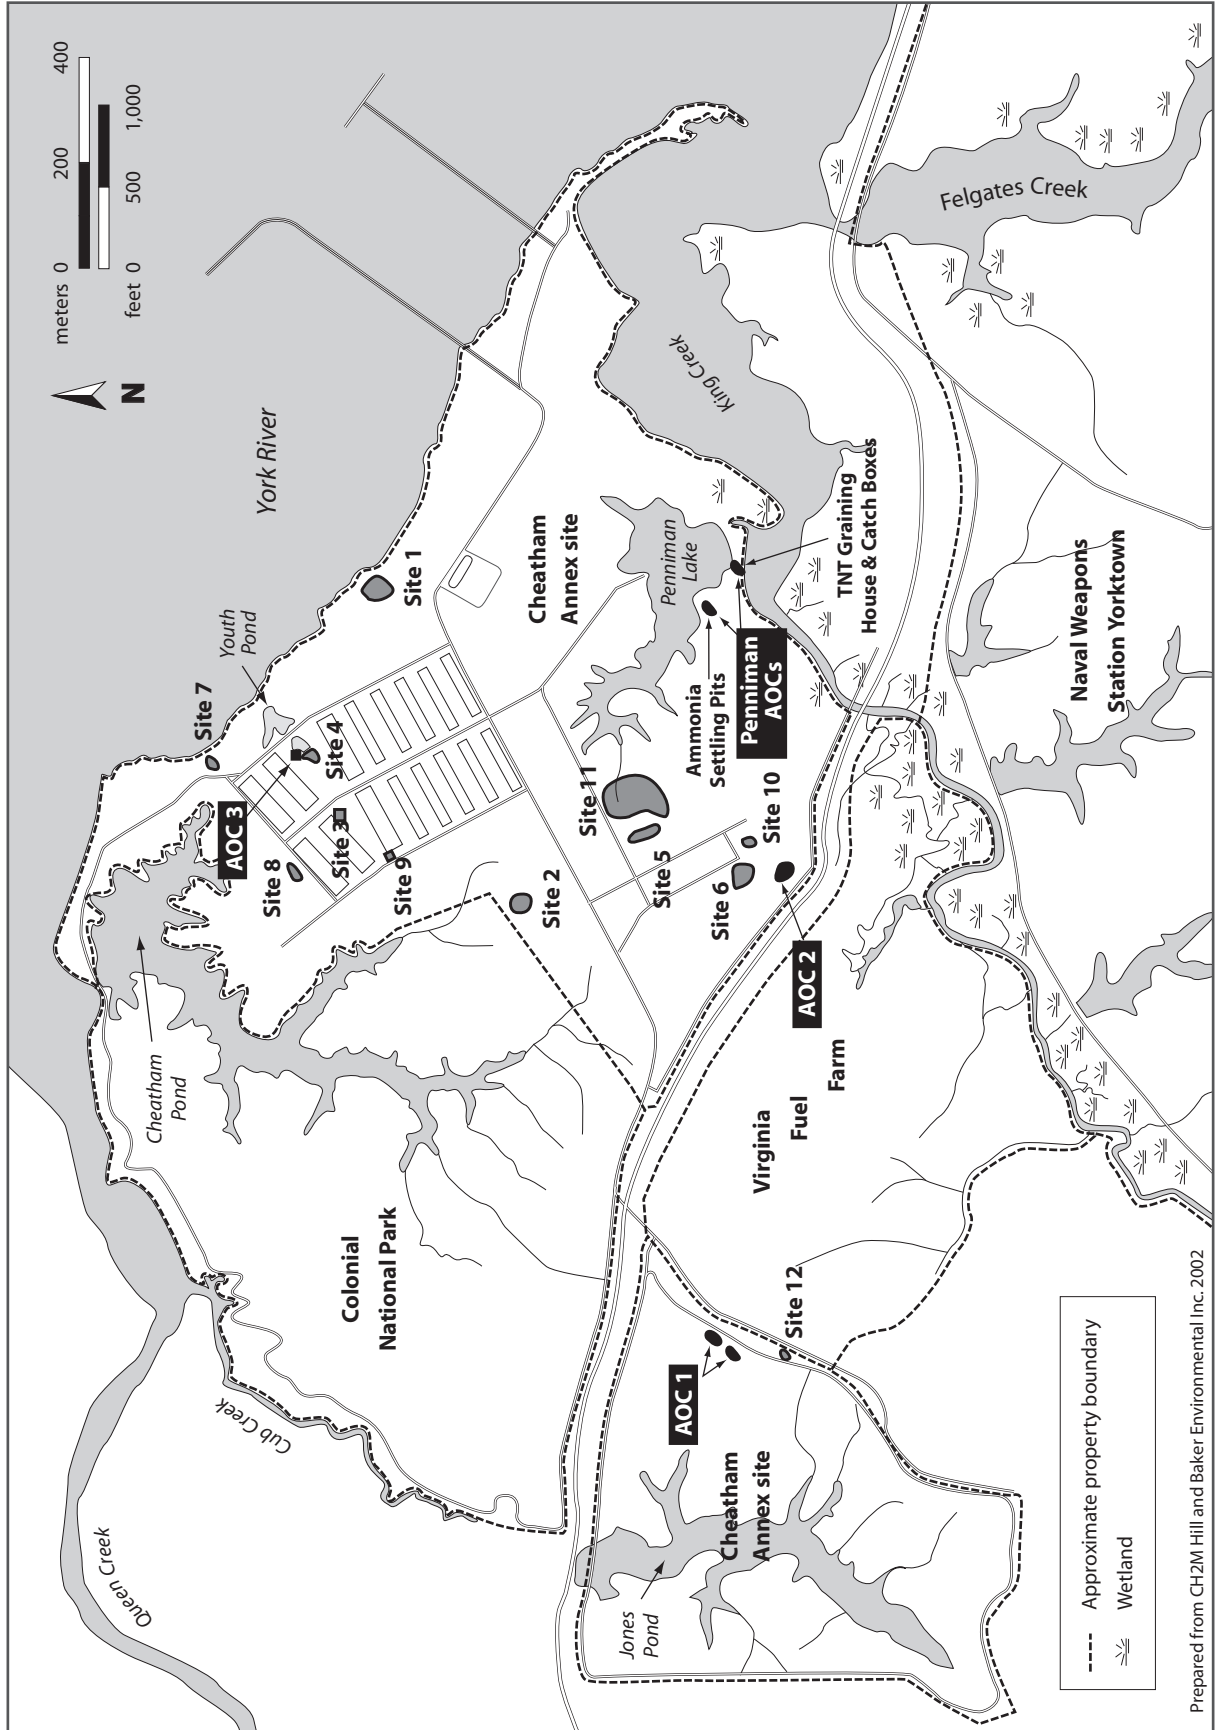 meters 0 200 400
feet 0 500 1,000
N
York River
Queen Creek
Cub Creek
Cheatham
Pond
Youth
Pond
Site 7
AOC 3
Site 4
Site 8
Site 3
Site 9
Site 1
Site 2
Colonial
National Park
Cheatham
Annex site
Penniman
Lake
King Creek
Felgates Creek
Site 11
Site 5
Site 6
Site 10
Ammonia
Settling Pits
Penniman
AOCs
TNT Graining
House & Catch Boxes
AOC 2
Virginia
Fuel
Farm
Naval Weapons
Station Yorktown
AOC 1
Site 12
Cheatham
Annex site
Jones
Pond
Approximate property boundary
Wetland
Prepared from CH2M Hill and Baker Environmental Inc. 2002